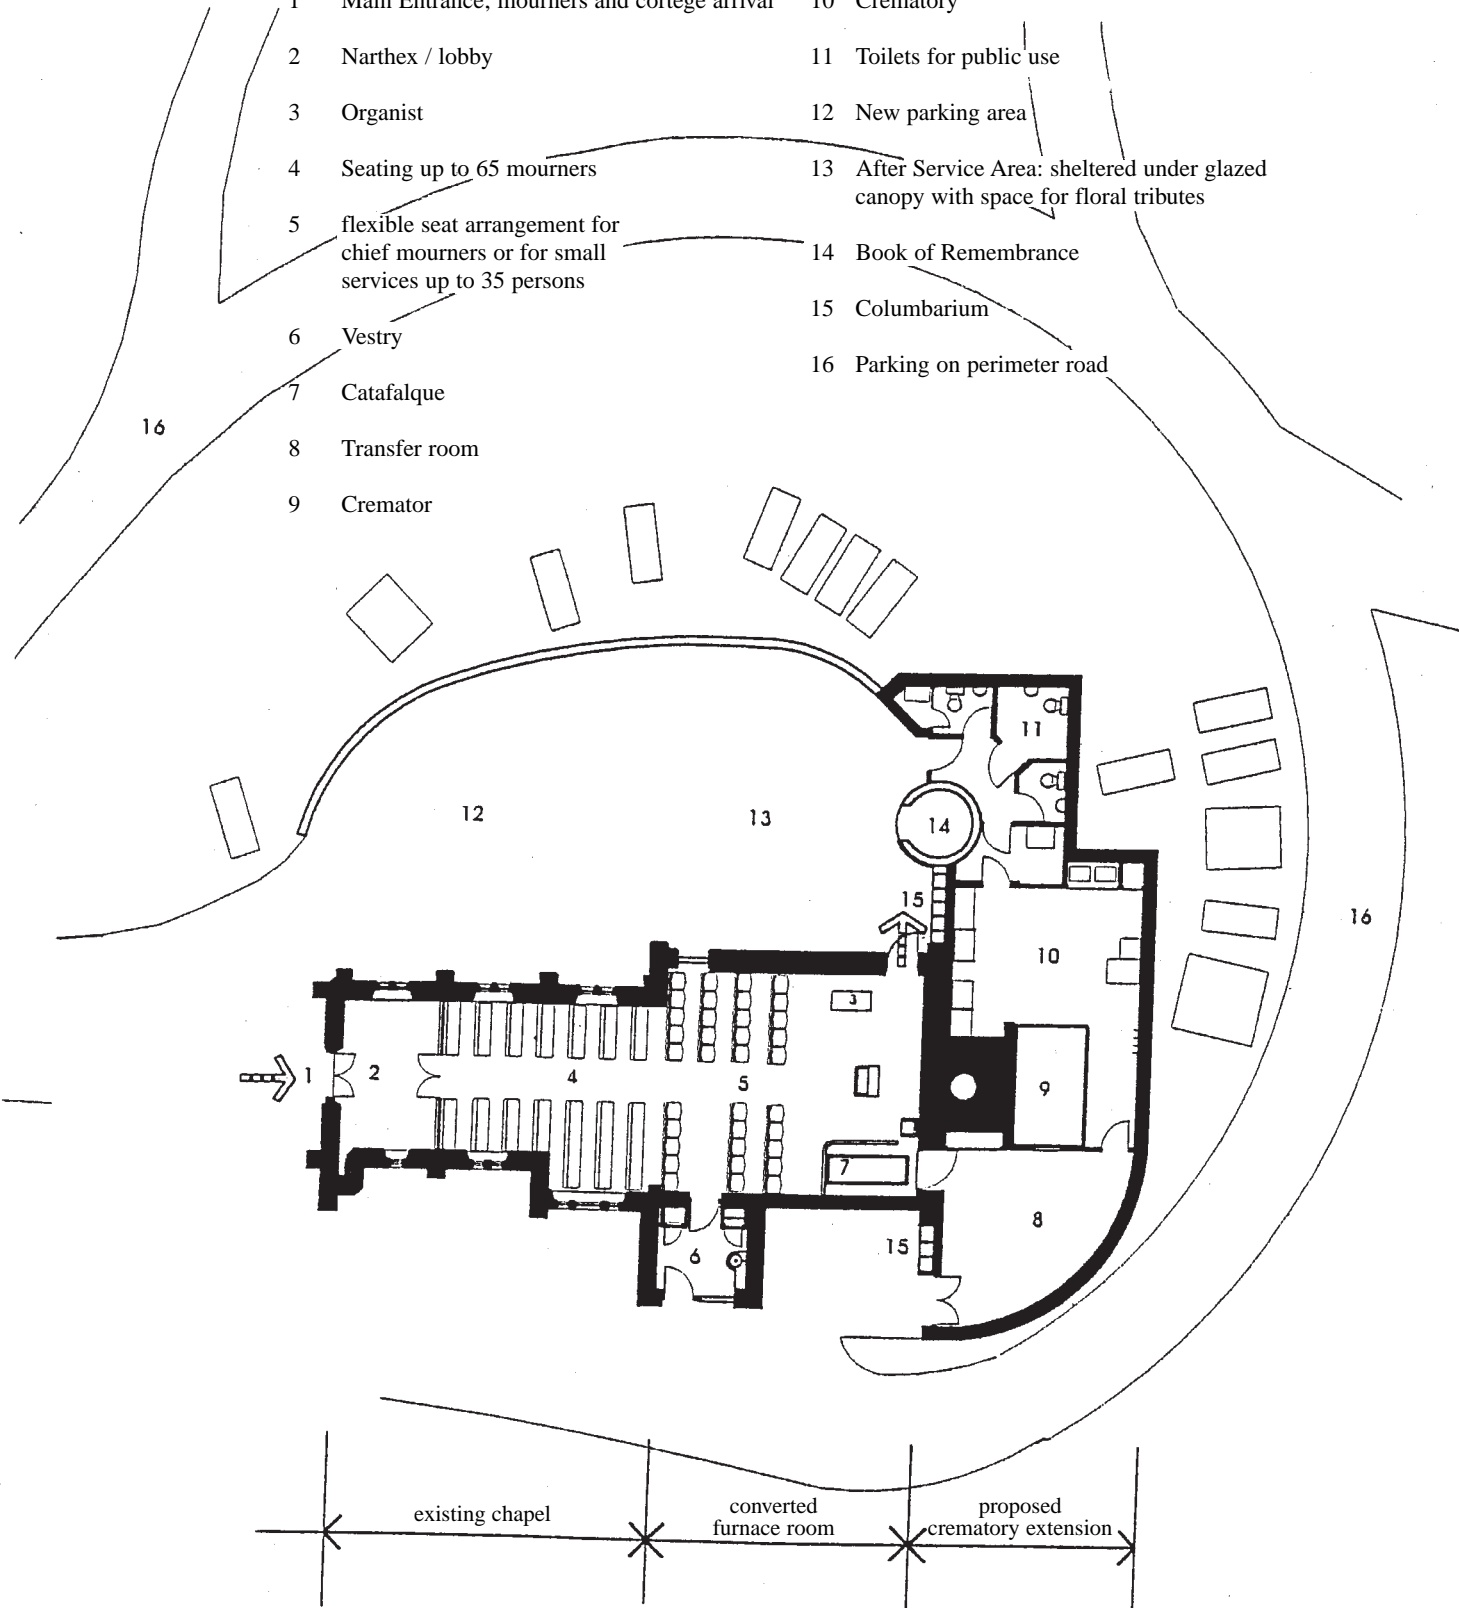 1 Main Entrance, mourners and cortege arrival
2 Narthex / lobby
3 Organist
4 Seating up to 65 mourners
5 flexible seat arrangement for
chief mourners or for small
services up to 35 persons
6 Vestry
7 Catafalque
8 Transfer room
9 Cremator
10 Crematory
11 Toilets for public use
12 New parking area
13 After Service Area: sheltered under glazed
canopy with space for floral tributes
14 Book of Remembrance
15 Columbarium
16 Parking on perimeter road
16
11
12
13
14
15
16
10
3
1
2
4
5
9
7
8
15
6
existing chapel
converted
furnace room
proposed
crematory extension